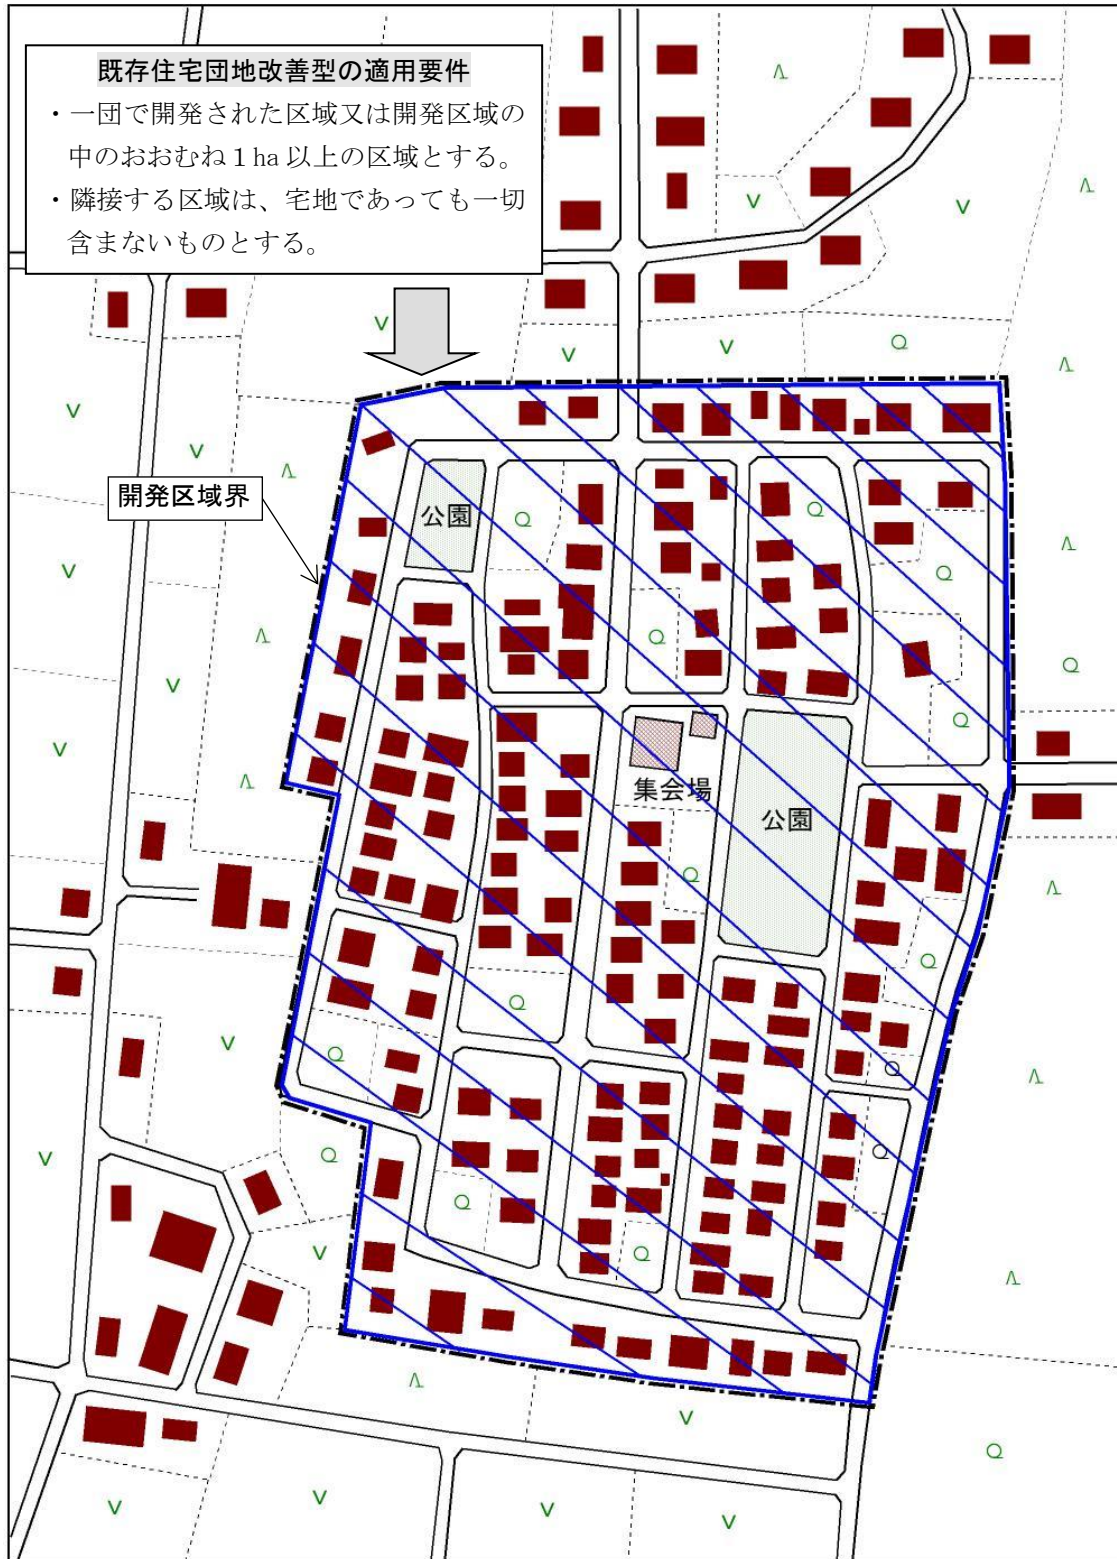 既存住宅団地改善型の適用要件
・一団で開発された区域又は開発区域の
中のおおむね１ha 以上の区域とする。
・隣接する区域は、宅地であっても一切
含まないものとする。
開発区域界
公園
集会場
公園